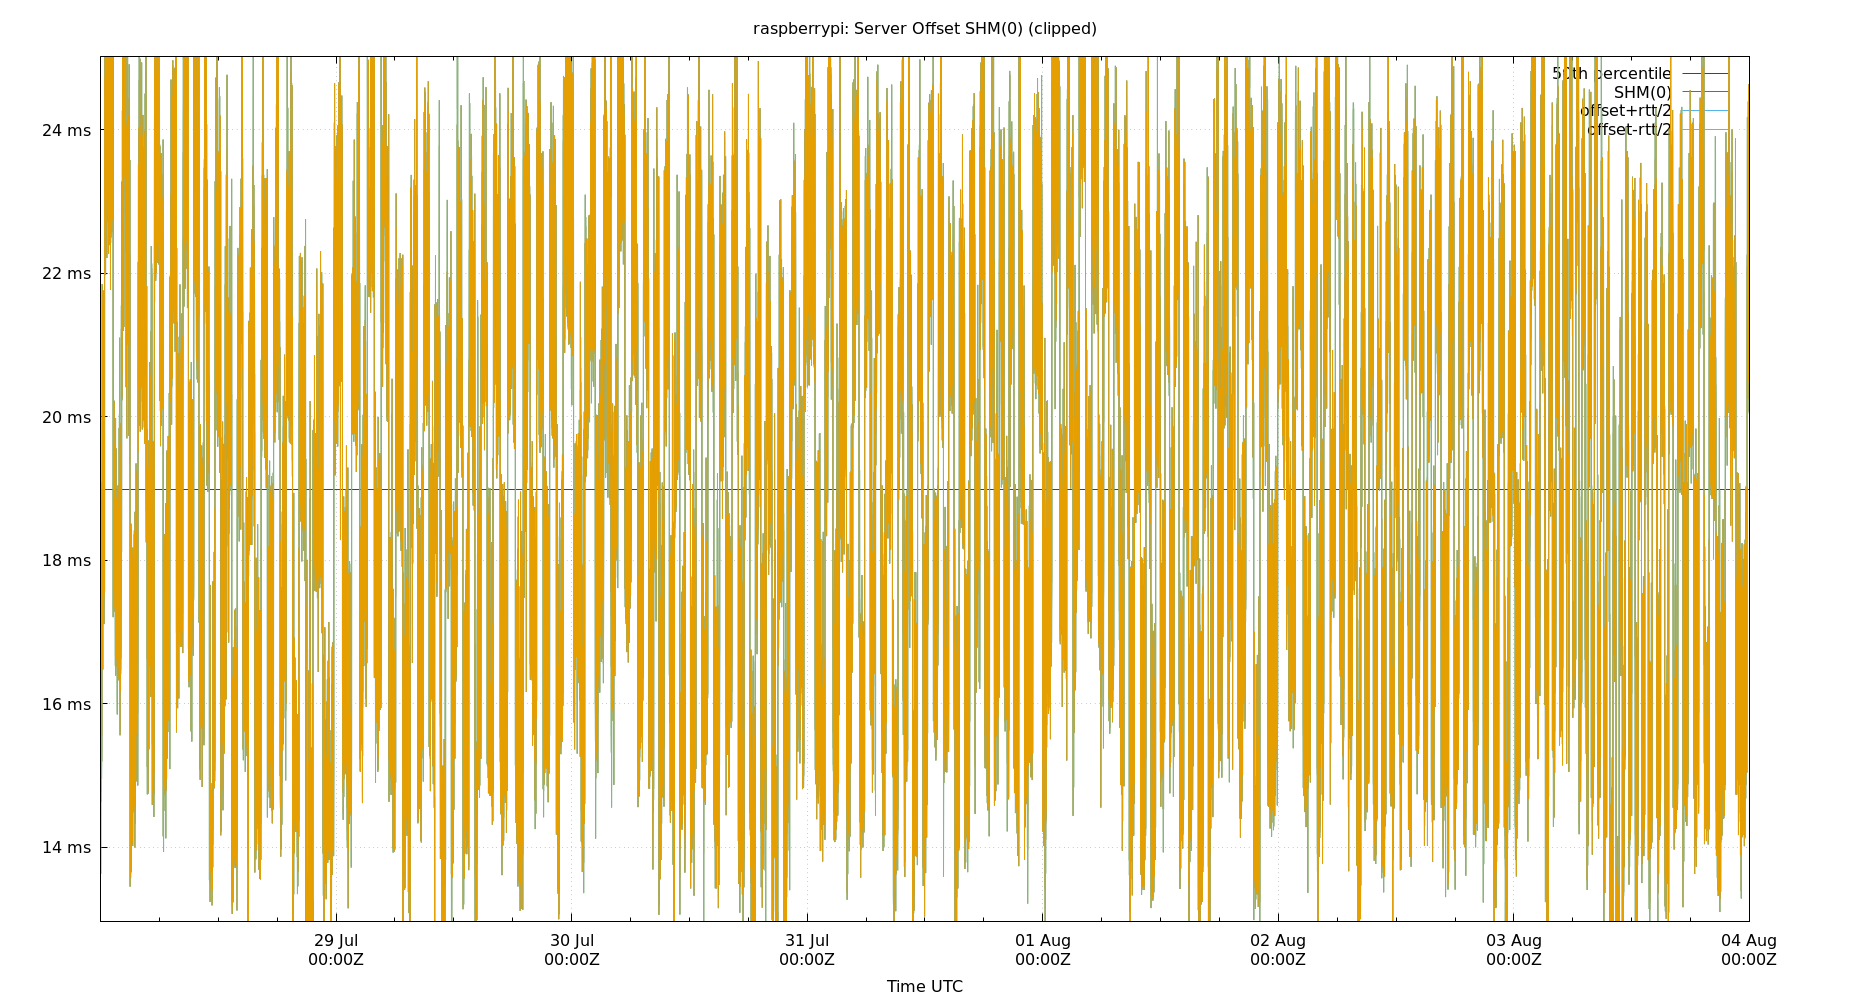 raspberrypi: Server Offset SHM(0) (clipped)
50th percentile
SHM(0)
offset+rtt/2
offset-rtt/2
24 ms
22 ms
20 ms
18 ms
16 ms
14 ms
29 Jul 30 Jul 31 Jul 01 Aug 02 Aug 03 Aug 04 Aug
00:00Z 00:00Z 00:00Z 00:00Z 00:00Z 00:00Z 00:00Z
Time UTC